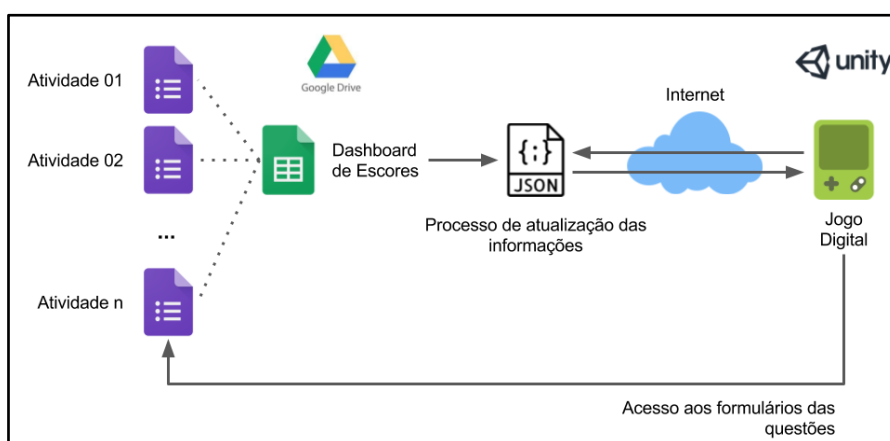 Atividade 01
Google Drive
unity
Internet
Atividade 02
Dashboard
de Escores
{;}
JSON
Processo de atualização das
informações
Jogo
Digital
...
Atividade n
Acesso aos formulários das
questões